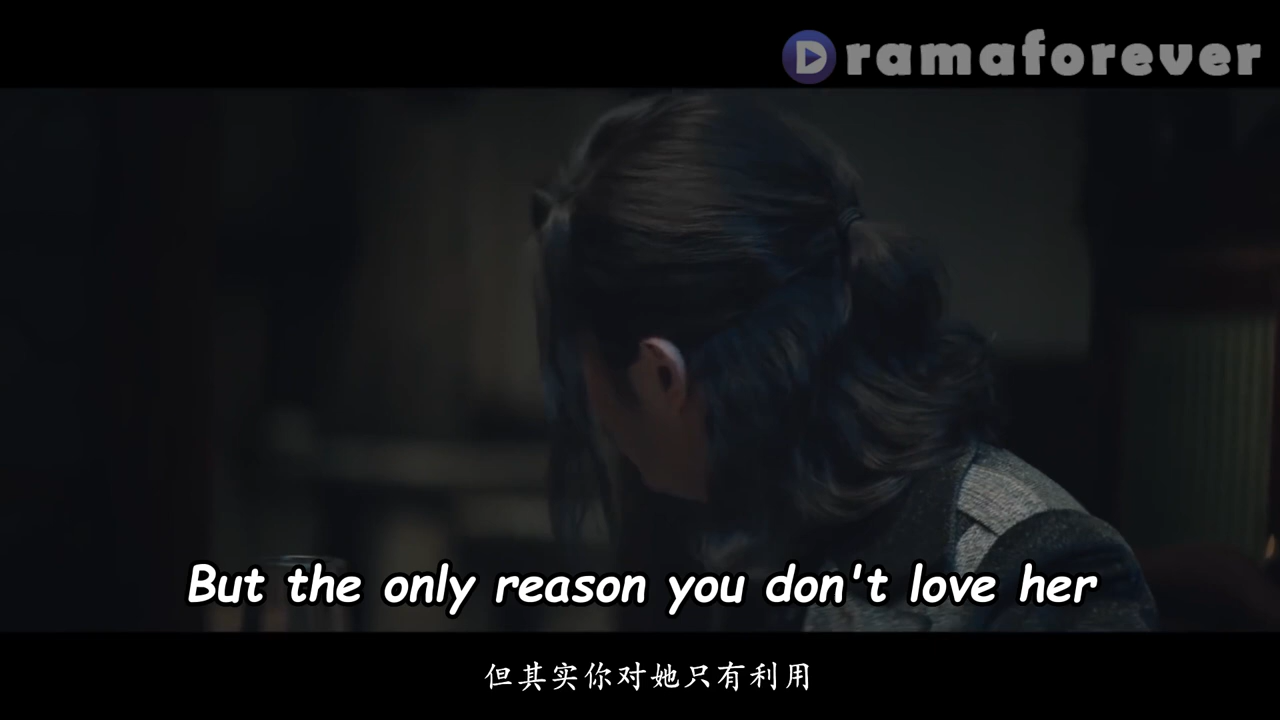 Dramaforever
But the only reason you don't love her
但其实你对她只有利用